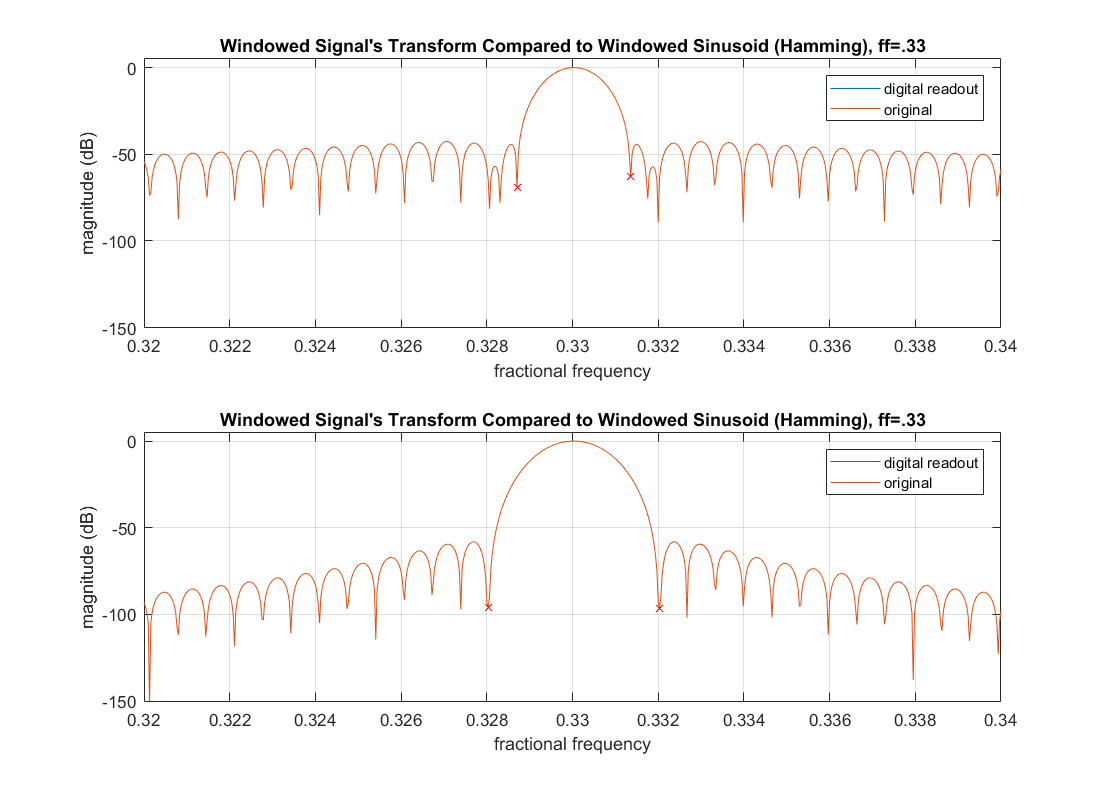 Windowed Signal's Transform Compared to Windowed Sinusoid (Hamming), ff=.33
0
-50
-100
-150
magnitude (dB)
digital readout
original
0.32 0.322 0.324 0.326 0.328 0.33 0.332 0.334 0.336 0.338 0.34
fractional frequency
Windowed Signal's Transform Compared to Windowed Sinusoid (Hamming), ff=.33
0
-50
-100
-150
magnitude (dB)
digital readout
original
0.32 0.322 0.324 0.326 0.328 0.33 0.332 0.334 0.336 0.338 0.34
fractional frequency